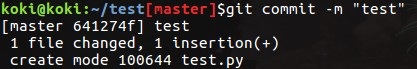 koki@koki:~/test[master]$git commit -m "test"
[master 641274f] test
 1 file changed, 1 insertion(+)
 create mode 100644 test.py